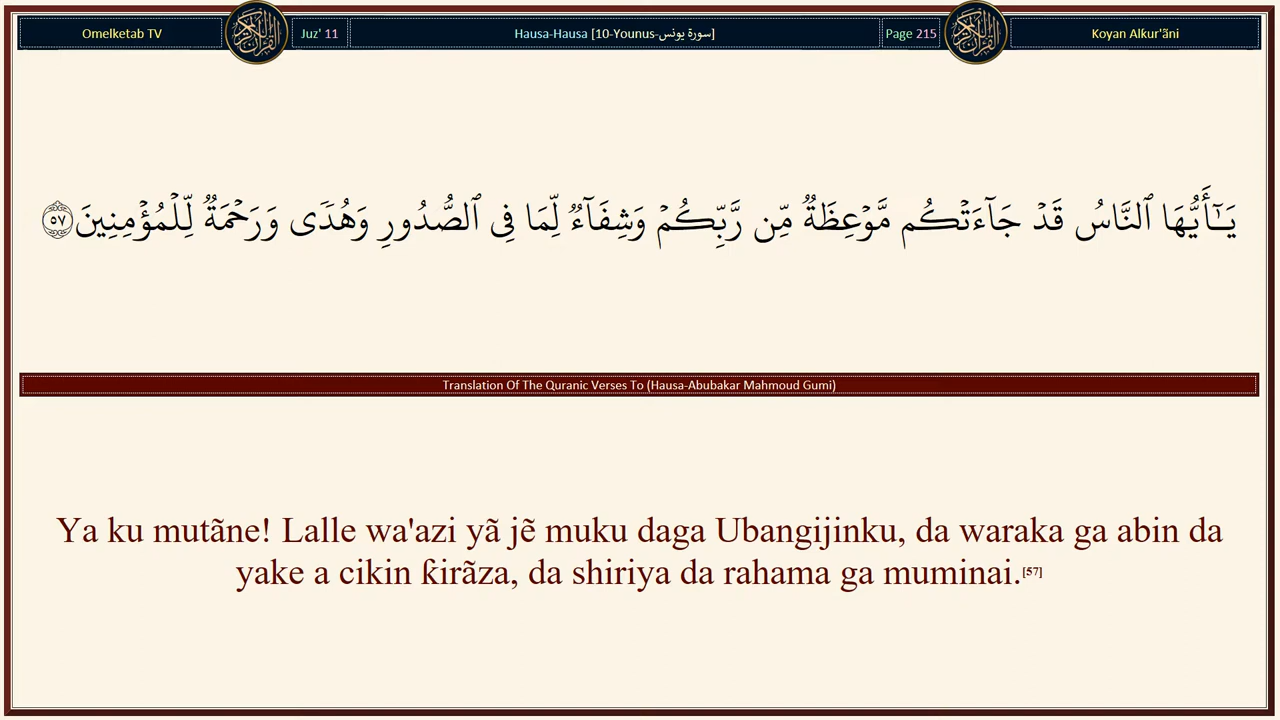 Omelketab TV
Juz' 11
Hausa-Hausa [10-Younus-سورة يونس]
Page 215
Koyan Alƙur'ãni
يَـٰٓأَيُّهَا ٱلنَّاسُ قَدۡ جَآءَتۡكُم مَّوۡعِظَةٌ مِّن رَّبِّكُمۡ وَشِفَآءٌ لِّمَا فِي ٱلصُّدُورِ وَهُدٗى وَرَحۡمَةٌ لِّلۡمُؤۡمِنِينَ ٥٧
Translation Of The Quranic Verses To (Hausa-Abubakar Mahmoud Gumi)
Ya ku mutãne! Lalle wa'azi yã jẽ muku daga Ubangijinku, da waraka ga abin da
yake a cikin ƙirãza, da shiriya da rahama ga muminai.[57]